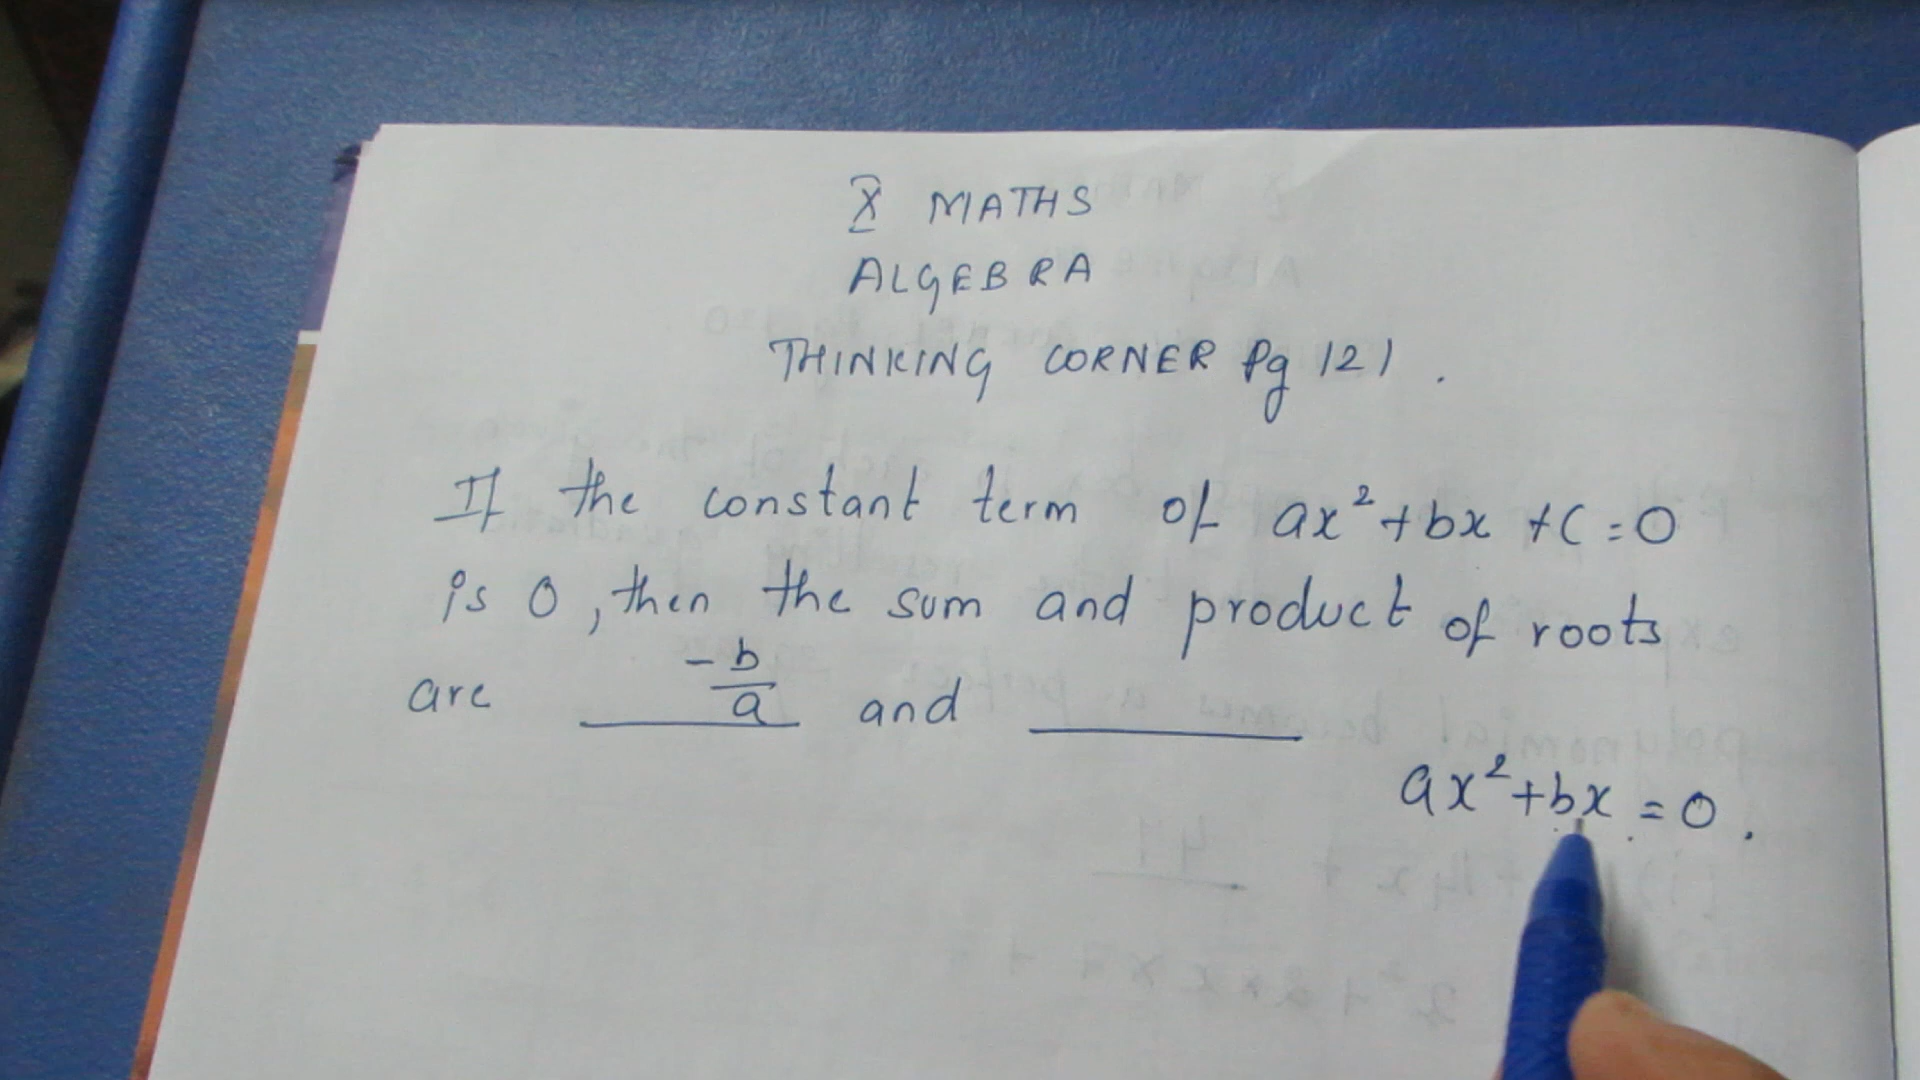 X MATHS
ALGEBRA
THINKING CORNER Pg 121.
If the constant term of ax²+bx+c=0
is 0, then the sum and product of roots
are -b/a and ______
ax²+bx=0.